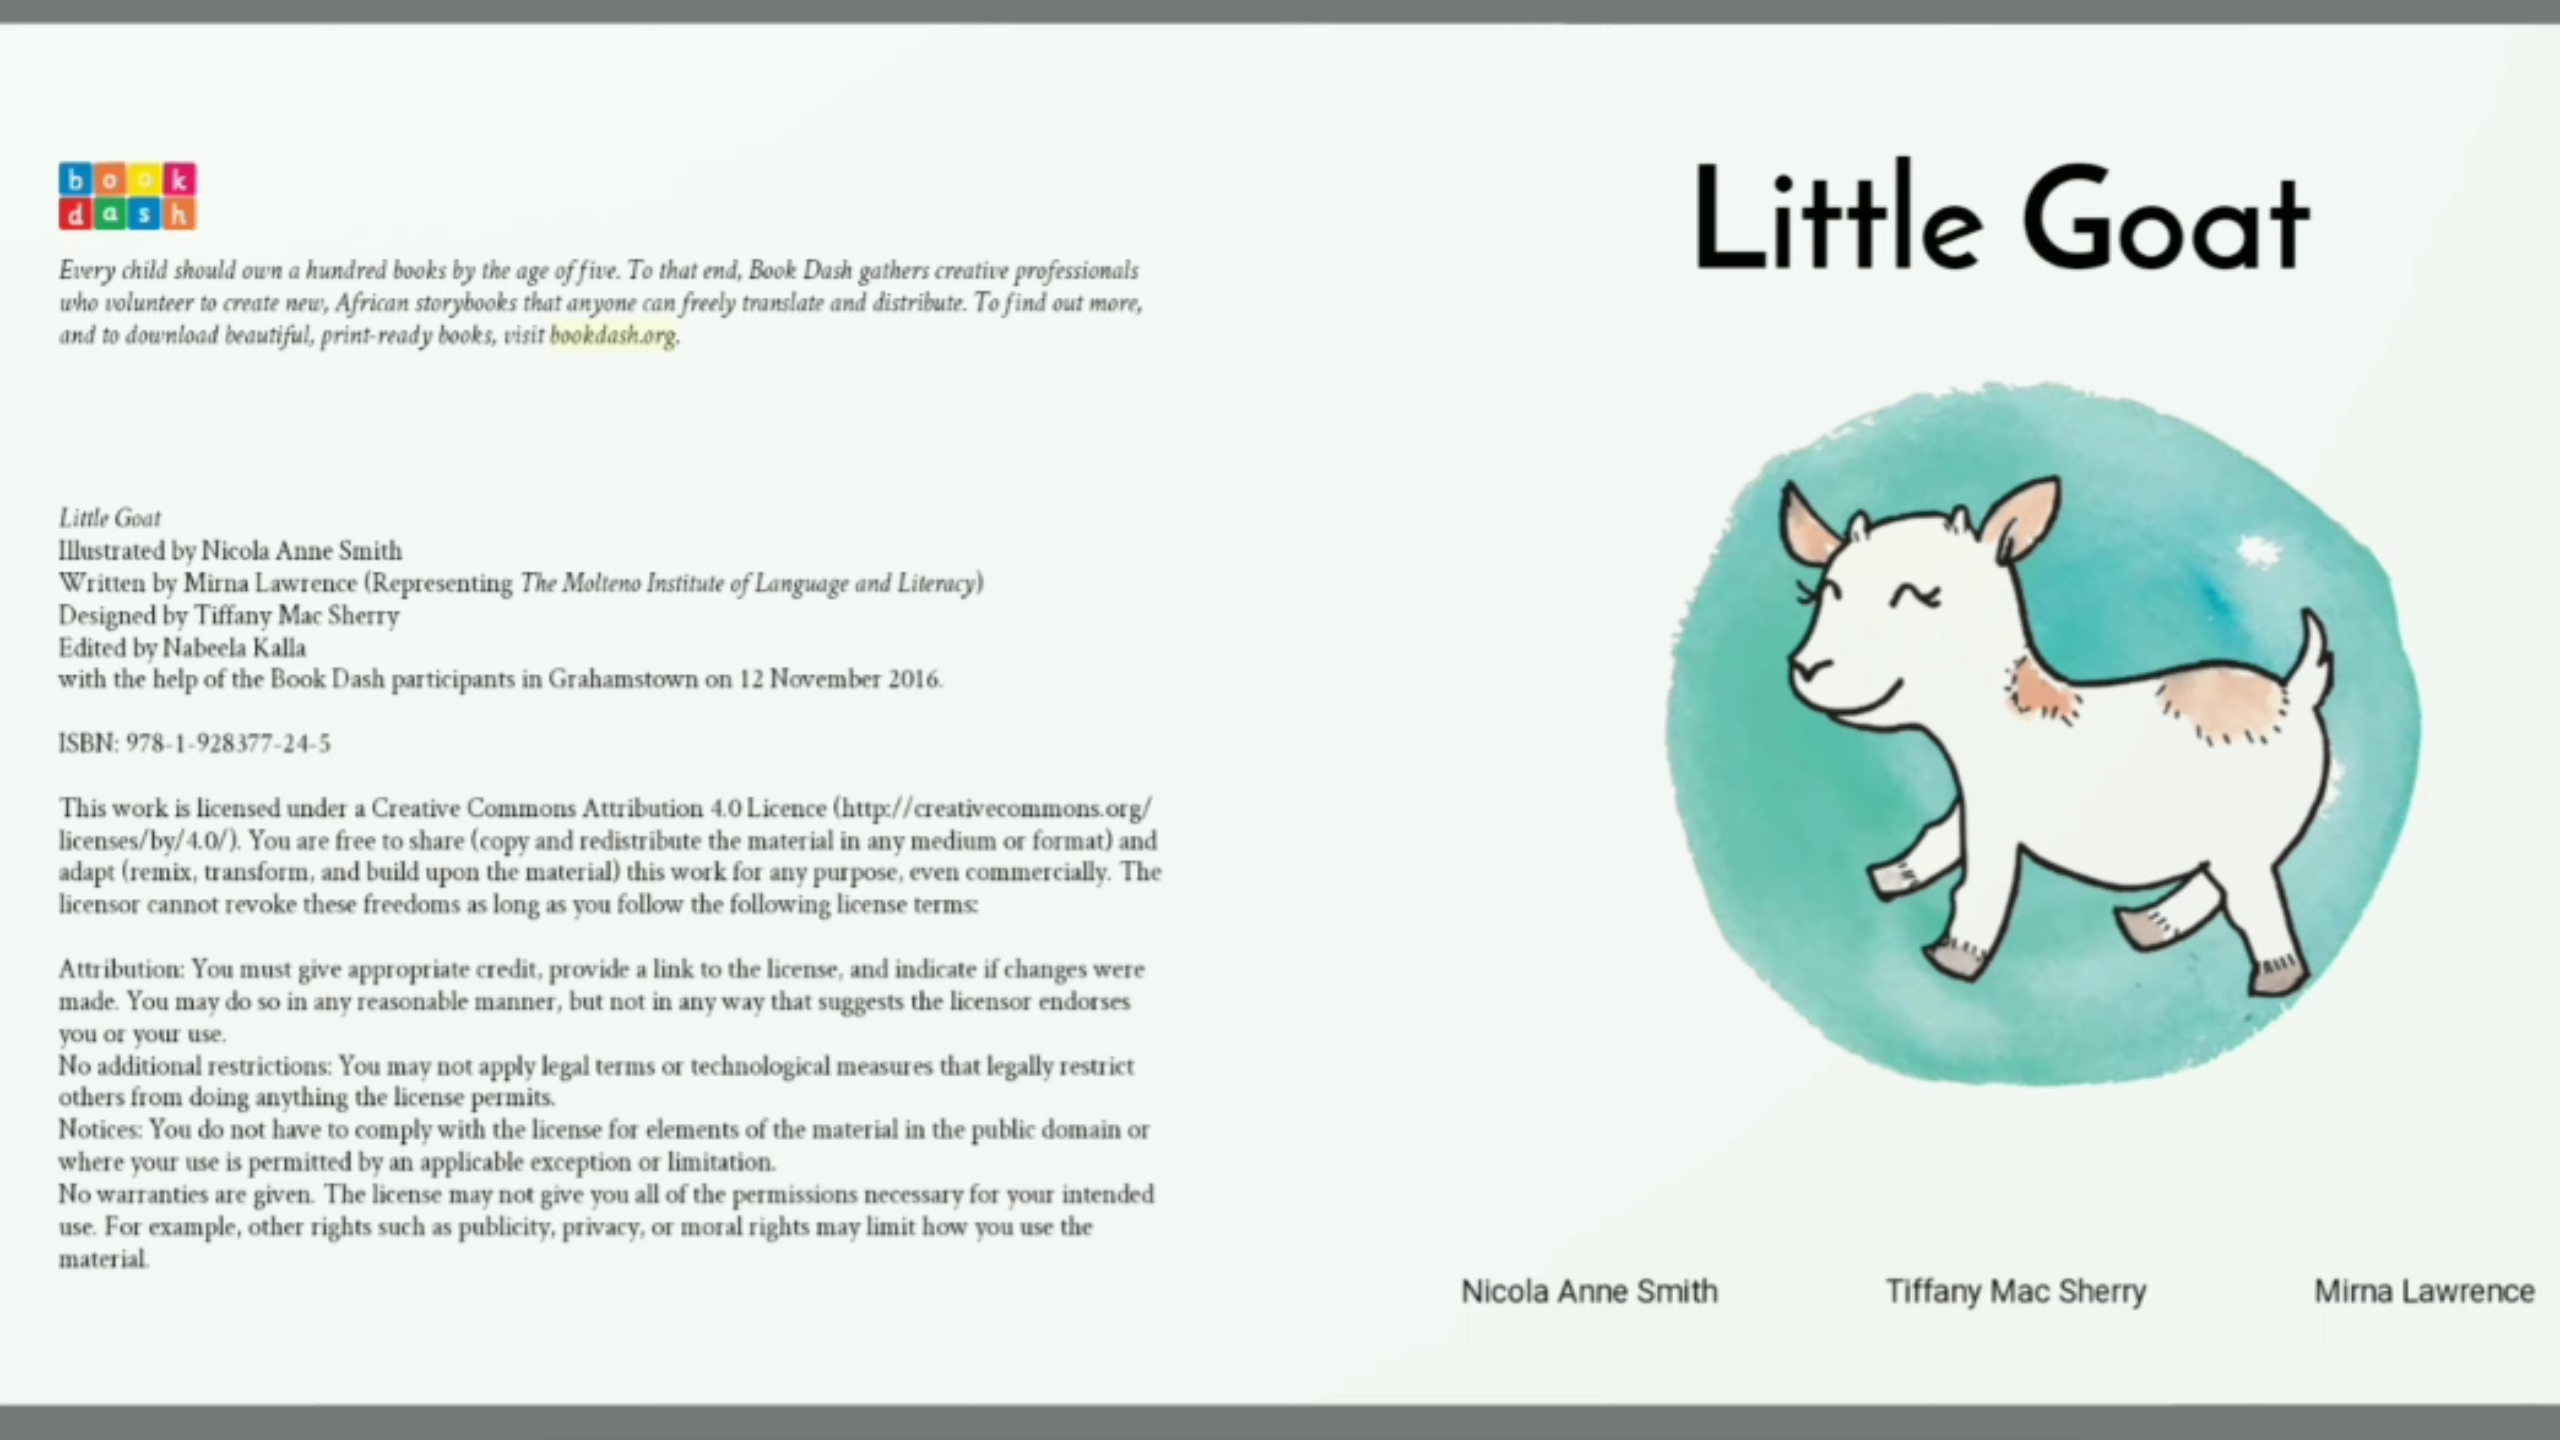 book
dash
Every child should own a hundred books by the age of five. To that end, Book Dash gathers creative professionals
who volunteer to create new, African storybooks that anyone can freely translate and distribute. To find out more,
and to download beautiful, print-ready books, visit bookdash.org.
Little Goat
Illustrated by Nicola Anne Smith
Written by Mirna Lawrence (Representing The Molteno Institute of Language and Literacy)
Designed by Tiffany Mac Sherry
Edited by Nabeela Kalla
with the help of the Book Dash participants in Grahamstown on 12 November 2016.
ISBN: 978-1-928377-24-5
This work is licensed under a Creative Commons Attribution 4.0 Licence (http://creativecommons.org/
licenses/by/4.0/). You are free to share (copy and redistribute the material in any medium or format) and
adapt (remix, transform, and build upon the material) this work for any purpose, even commercially. The
licensor cannot revoke these freedoms as long as you follow the following license terms:
Attribution: You must give appropriate credit, provide a link to the license, and indicate if changes were
made. You may do so in any reasonable manner, but not in any way that suggests the licensor endorses
you or your use.
No additional restrictions: You may not apply legal terms or technological measures that legally restrict
others from doing anything the license permits.
Notices: You do not have to comply with the license for elements of the material in the public domain or
where your use is permitted by an applicable exception or limitation.
No warranties are given. The license may not give you all of the permissions necessary for your intended
use. For example, other rights such as publicity, privacy, or moral rights may limit how you use the
material.
Little Goat
Nicola Anne Smith Tiffany Mac Sherry Mirna Lawrence